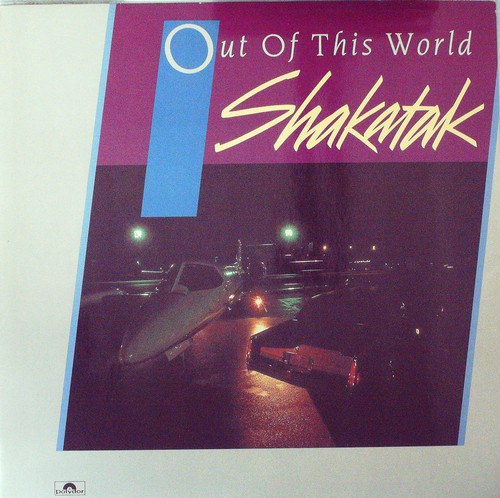 Out Of This World
Shakatak
Polydor